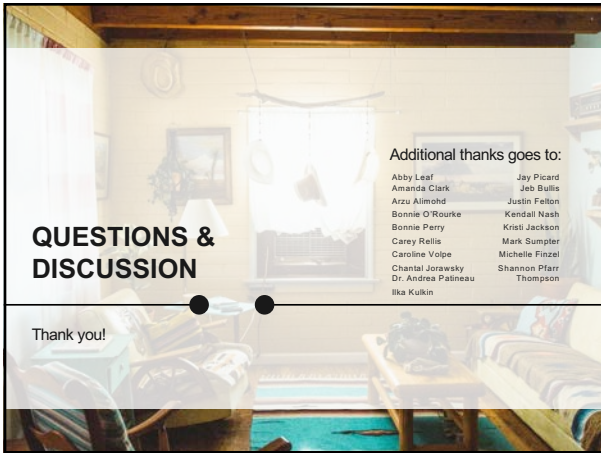 QUESTIONS &
DISCUSSION
Thank you!
Additional thanks goes to:
Abby Leaf
Amanda Clark
Arzu Alimohd
Bonnie O'Rourke
Bonnie Perry
Carey Rellis
Caroline Volpe
Chantal Jorawsky
Dr. Andrea Patineau
Ilka Kulkin
Jay Picard
Jeb Bullis
Justin Felton
Kendall Nash
Kristi Jackson
Mark Sumpter
Michelle Finzel
Shannon Pfarr
Thompson